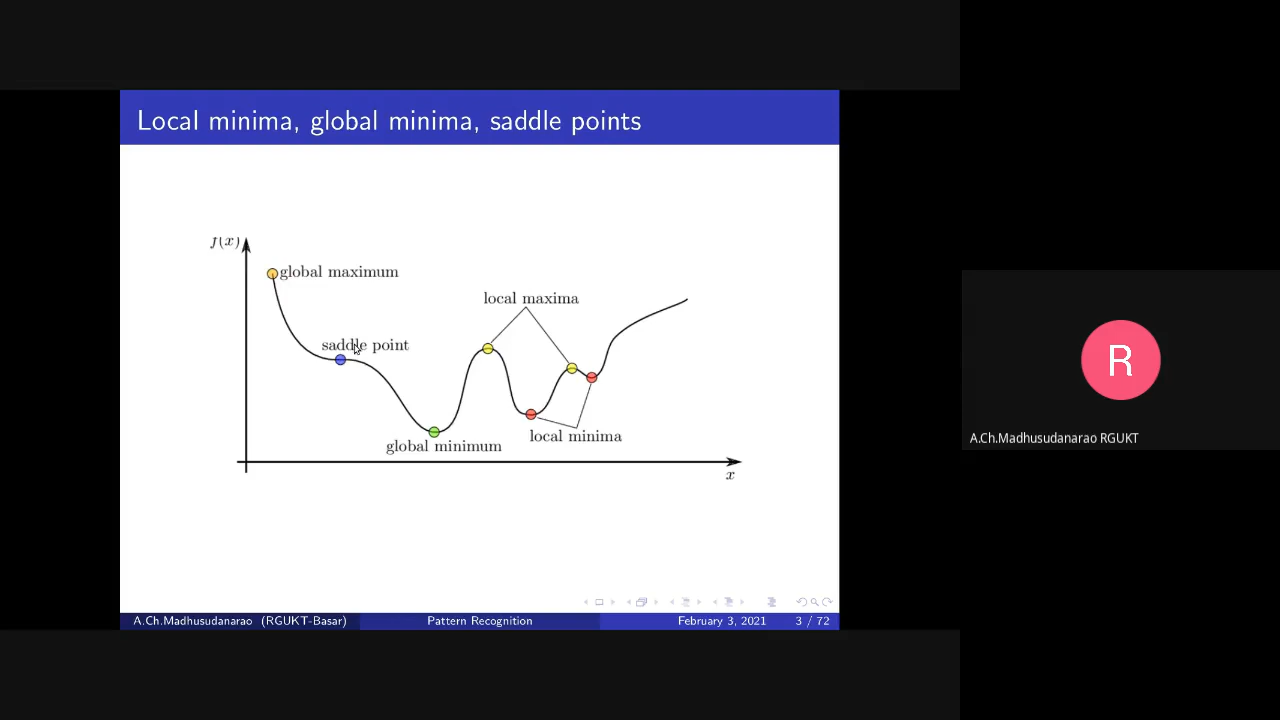 Local minima, global minima, saddle points
f(x)
global maximum
local maxima
saddle point
local minima
global minimum
x
R
A.Ch.Madhusudanarao RGUKT
A.Ch.Madhusudanarao (RGUKT-Basar) Pattern Recognition February 3, 2021 3 / 72